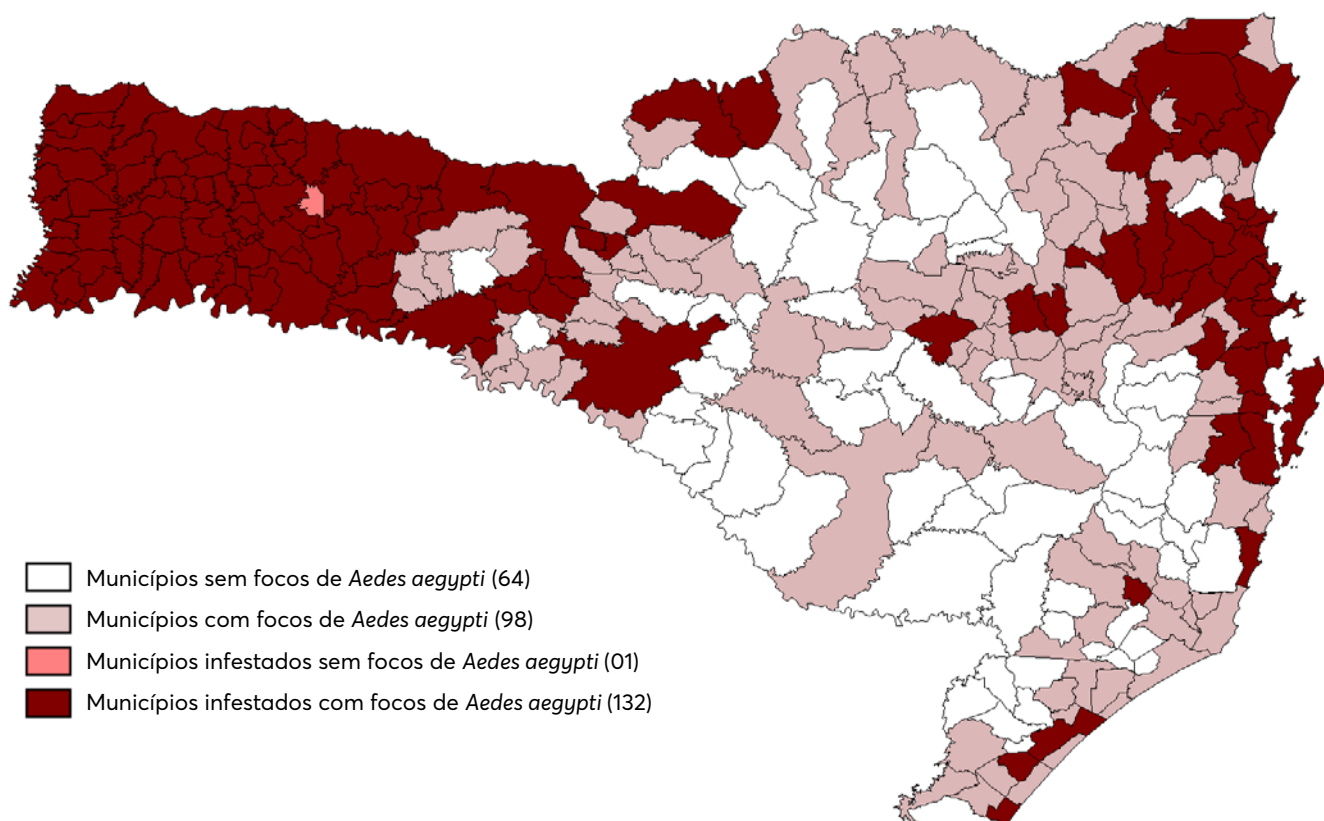 Municípios sem focos de Aedes aegypti (64)
Municípios com focos de Aedes aegypti (98)
Municípios infestados sem focos de Aedes aegypti (01)
Municípios infestados com focos de Aedes aegypti (132)